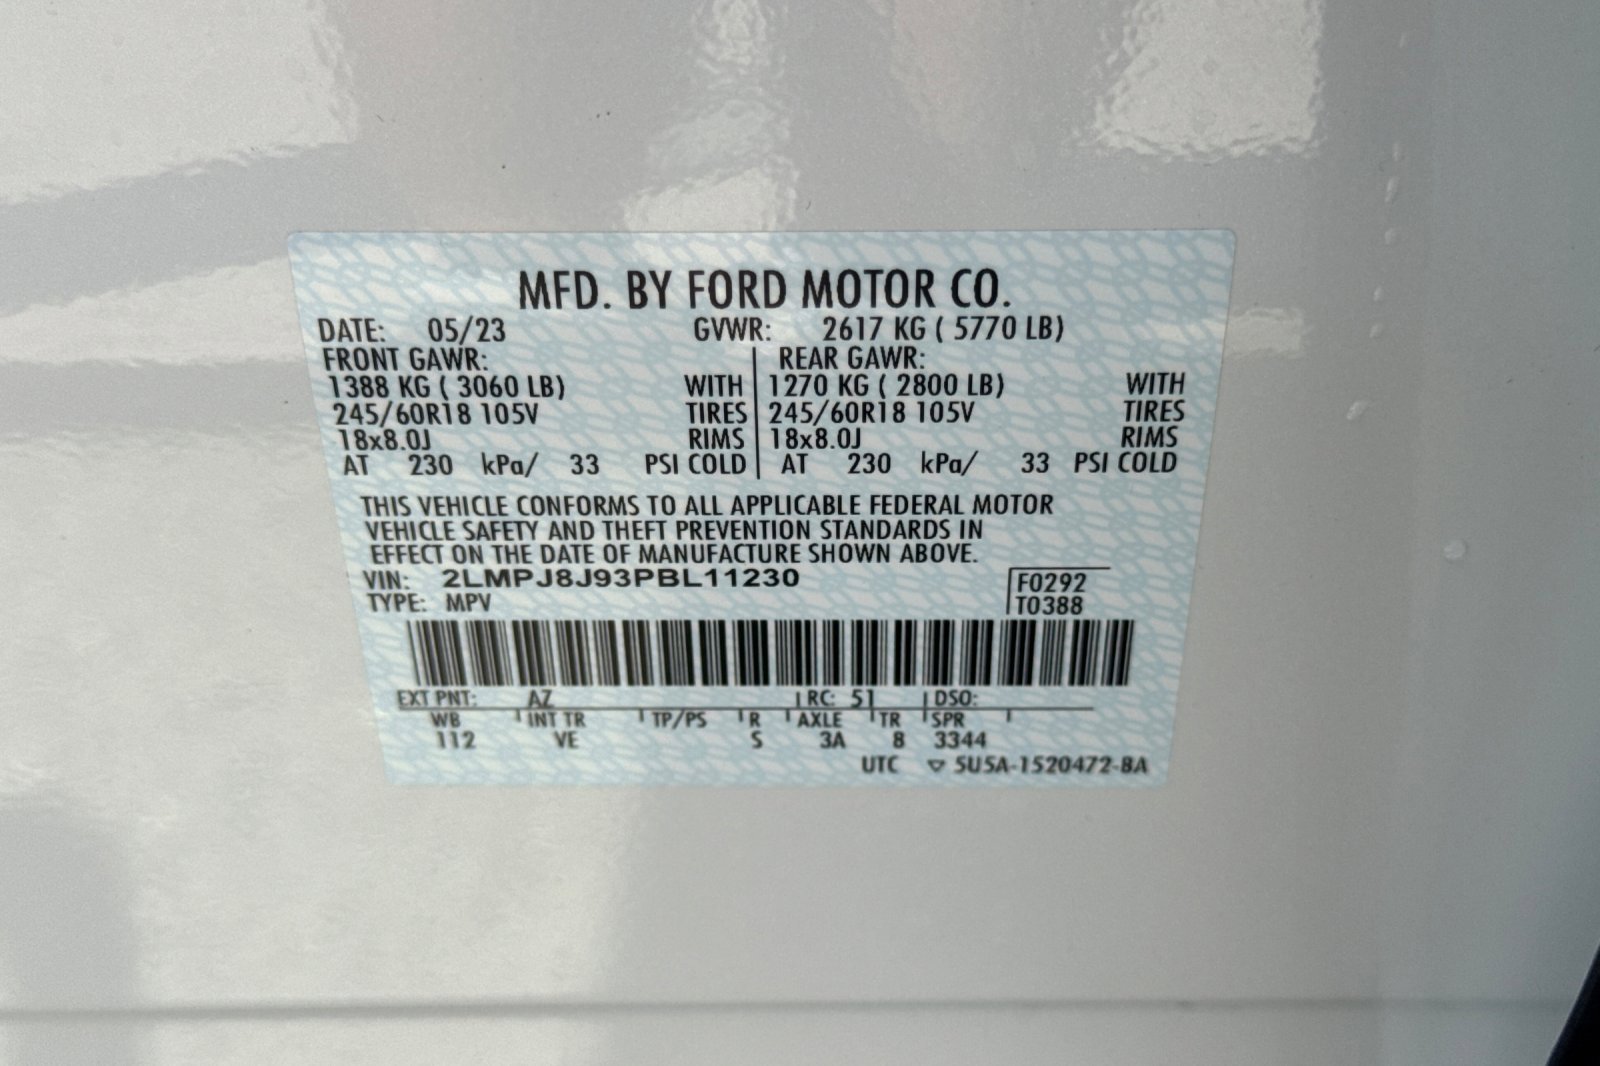 MFD. BY FORD MOTOR CO.
DATE: 05/23 GVWR: 2617 KG ( 5770 LB)
FRONT GAWR: REAR GAWR:
1388 KG ( 3060 LB) WITH 1270 KG ( 2800 LB) WITH
245/60R18 105V TIRES 245/60R18 105V TIRES
18x8.0J RIMS 18x8.0J RIMS
AT 230 kPa/ 33 PSI COLD AT 230 kPa/ 33 PSI COLD
THIS VEHICLE CONFORMS TO ALL APPLICABLE FEDERAL MOTOR
VEHICLE SAFETY AND THEFT PREVENTION STANDARDS IN
EFFECT ON THE DATE OF MANUFACTURE SHOWN ABOVE.
VIN: 2LMPJ8J93PBL11230 F0292
TYPE: MPV T0388
EXT PNT: AZ RC: 51 DSO:
WB INT TR TP/PS R AXLE TR SPR
112 VE S 3A 8 3344
UTC ▽ 5U5A-1520472-BA